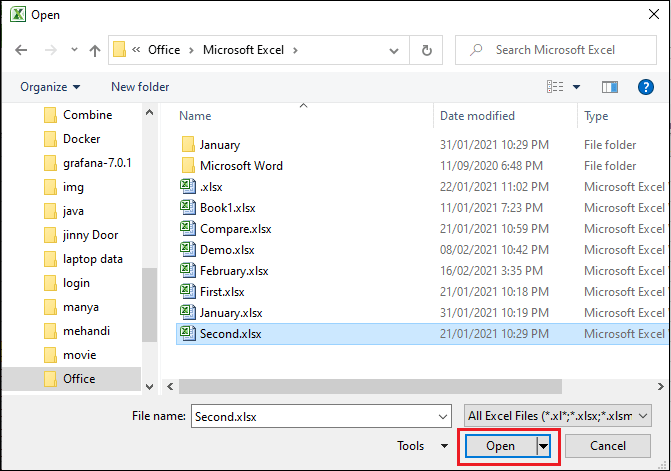 Open
Office Microsoft Excel
Search Microsoft Excel
Organize New folder
?
Combine
Docker
grafana-7.0.1
img
java
jinny Door
laptop data
login
manya
mehandi
movie
Office
Name Date modified Type
January 31/01/2021 10:29 PM File folder
Microsoft Word 11/09/2020 6:48 PM File folder
.xlsx 22/01/2021 11:02 PM Microsoft Excel
Book1.xlsx 11/01/2021 7:23 PM Microsoft Excel
Compare.xlsx 21/01/2021 10:59 PM Microsoft Excel
Demo.xlsx 08/02/2021 10:42 PM Microsoft Excel
February.xlsx 16/02/2021 3:35 PM Microsoft Excel
First.xlsx 21/01/2021 10:18 PM Microsoft Excel
January.xlsx 31/01/2021 10:19 PM Microsoft Excel
Second.xlsx 21/01/2021 10:29 PM Microsoft Excel
File name: Second.xlsx All Excel Files (*.xl*;*.xlsx;*.xlsm
Tools Open Cancel